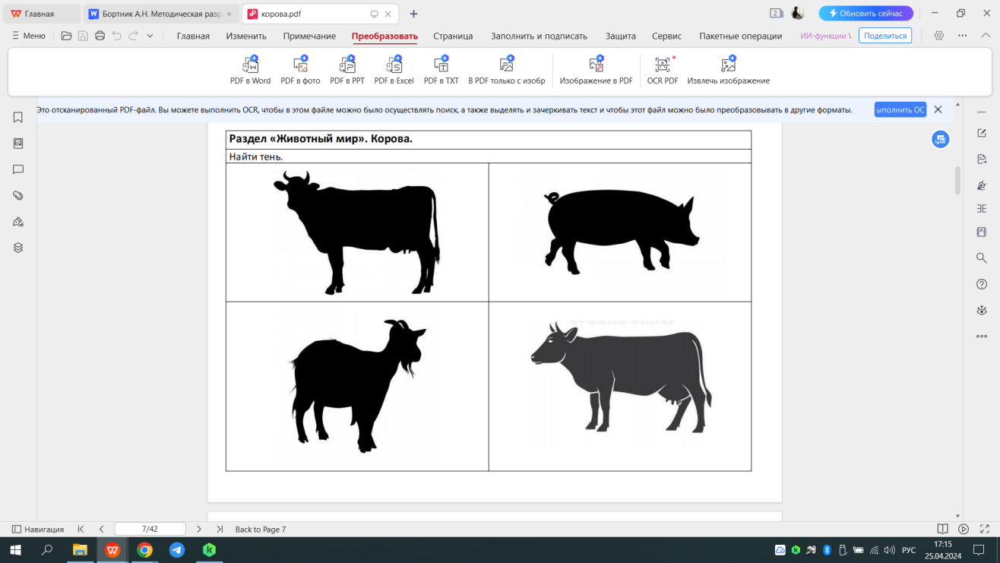 Главная
Бортник А.Н. Методическая разр
корова.pdf
2
Обновить сейчас
Меню
Главная Изменить Примечание Преобразовать Страница Заполнить и подписать Защита Сервис Пакетные операции ИИ-функции Поделиться
PDF в Word PDF в фото PDF в PPT PDF в Excel PDF в TXT В PDF только с изобр Изображение в PDF OCR PDF Извлечь изображение
Это отсканированный PDF-файл. Вы можете выполнить OCR, чтобы в этом файле можно было осуществлять поиск, а также выделять и зачеркивать текст и чтобы этот файл можно было преобразовывать в другие форматы. ыполнить OC
Раздел «Животный мир». Корова.
Найти тень.
Навигация 7/42 Back to Page 7
РУС
17:15
25.04.2024